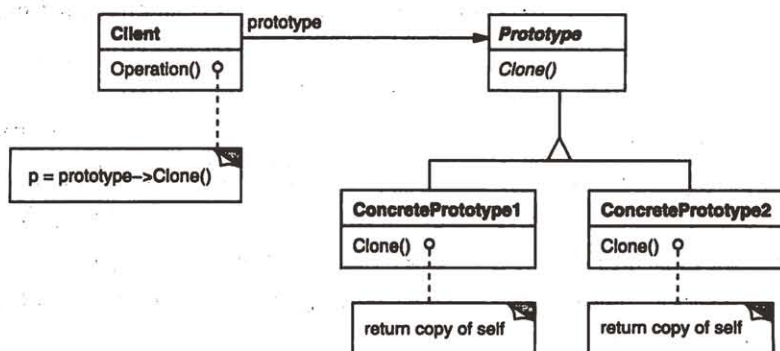 Client
prototype
Prototype
Operation()
Clone()
p = prototype->Clone()
ConcretePrototype1
ConcretePrototype2
Clone()
Clone()
return copy of self
return copy of self